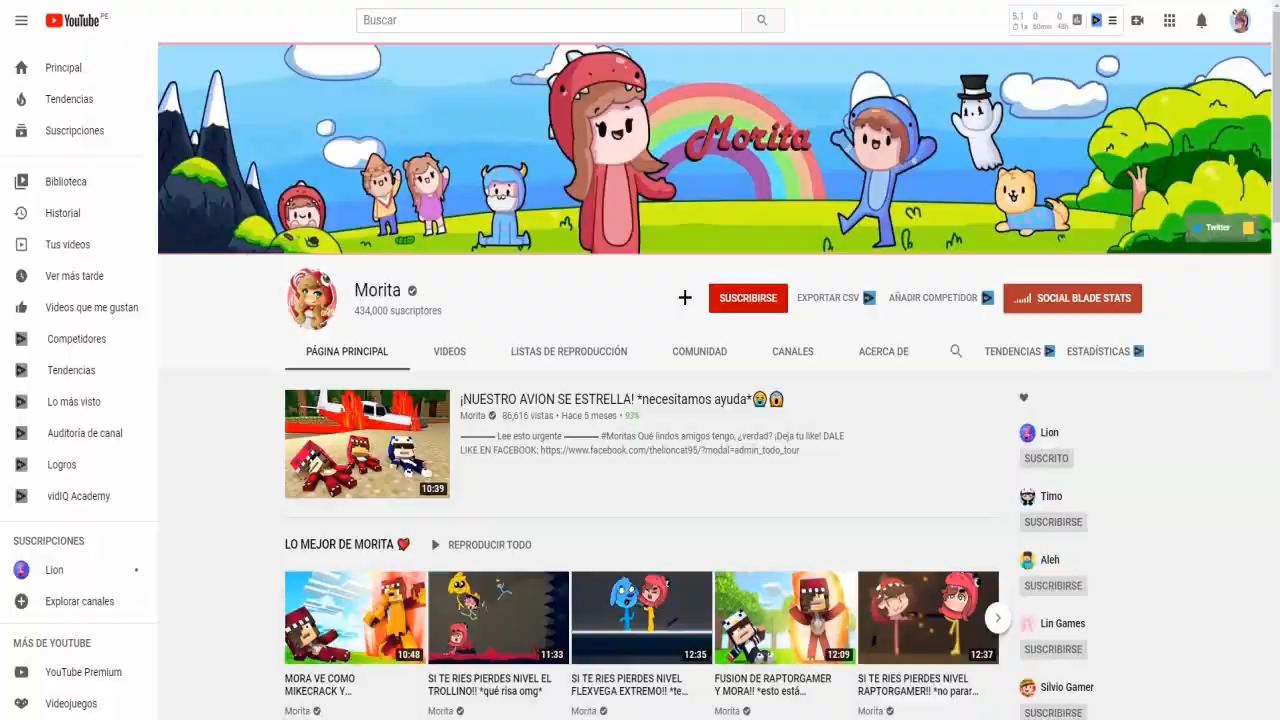 YouTube PE
Buscar
5.1 0 0
1a 60min 48h
Principal
Tendencias
Suscripciones
Biblioteca
Historial
Tus videos
Ver más tarde
Videos que me gustan
Competidores
Tendencias
Lo más visto
Auditoría de canal
Logros
vidIQ Academy
SUSCRIPCIONES
Lion
Explorar canales
MÁS DE YOUTUBE
YouTube Premium
Videojuegos
Morita
Twitter
Morita
434,000 suscriptores
SUSCRIBIRSE
EXPORTAR CSV
AÑADIR COMPETIDOR
SOCIAL BLADE STATS
PÁGINA PRINCIPAL
VIDEOS
LISTAS DE REPRODUCCIÓN
COMUNIDAD
CANALES
ACERCA DE
TENDENCIAS
ESTADÍSTICAS
10:39
¡NUESTRO AVION SE ESTRELLA! *necesitamos ayuda*😭😱
Morita 86,616 vistas • Hace 5 meses • 93%
———— Lee esto urgente ———— #Moritas Qué lindos amigos tengo, ¿verdad? ¡Deja tu like! DALE
LIKE EN FACEBOOK: https://www.facebook.com/thelioncat95/?modal=admin_todo_tour
LO MEJOR DE MORITA ❤
REPRODUCIR TODO
10:48
MORA VE COMO
MIKECRACK Y...
Morita
11:33
SI TE RIES PIERDES NIVEL EL
TROLLINO!! *qué risa omg*
Morita
12:35
SI TE RIES PIERDES NIVEL
FLEXVEGA EXTREMO!! *te...
Morita
12:09
FUSION DE RAPTORGAMER
Y MORA!! *esto está...
Morita
12:37
SI TE RIES PIERDES NIVEL
RAPTORGAMER!! *no parar...
Morita
♥
Lion
SUSCRITO
Timo
SUSCRIBIRSE
Aleh
SUSCRIBIRSE
Lin Games
SUSCRIBIRSE
Silvio Gamer
SUSCRIBIRSE